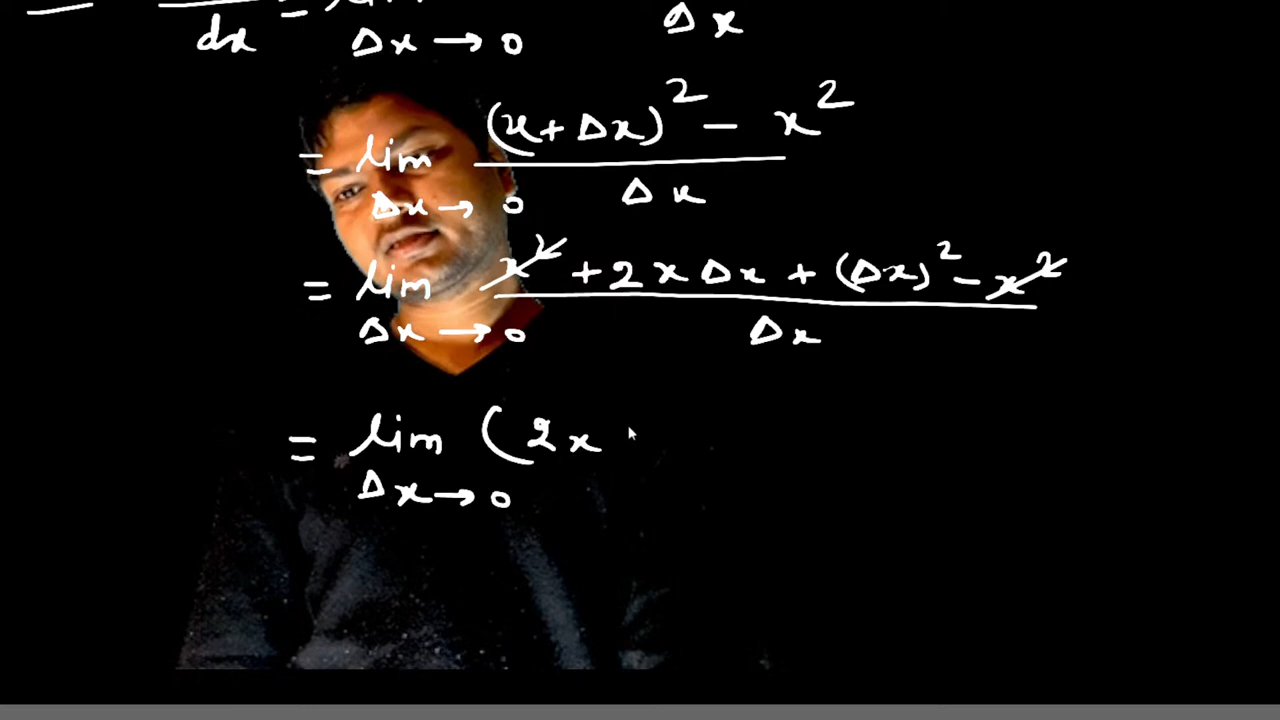 dx = lim Δx
Δx → 0
= lim (x + Δx)² − x²
Δx → 0 Δx
= lim x² + 2xΔx + (Δx)² − x²
Δx → 0 Δx
= lim (2x
Δx → 0